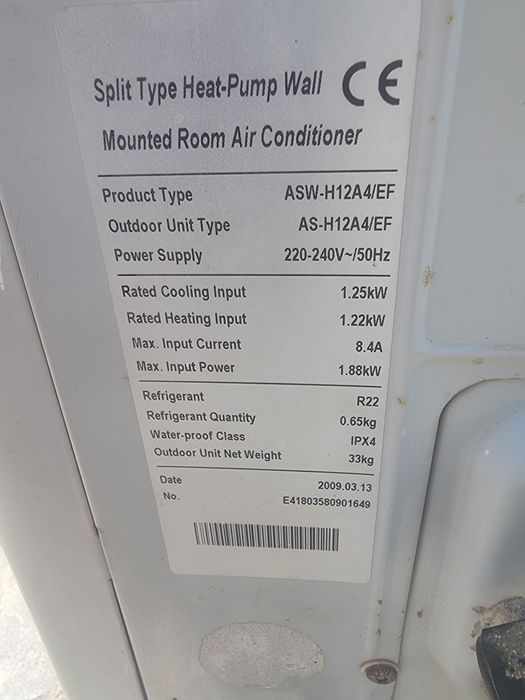 Split Type Heat-Pump Wall CE
Mounted Room Air Conditioner
Product Type ASW-H12A4/EF
Outdoor Unit Type AS-H12A4/EF
Power Supply 220-240V~/50Hz
Rated Cooling Input 1.25kW
Rated Heating Input 1.22kW
Max. Input Current 8.4A
Max. Input Power 1.88kW
Refrigerant R22
Refrigerant Quantity 0.65kg
Water-proof Class IPX4
Outdoor Unit Net Weight 33kg
Date 2009.03.13
No. E41803580901649